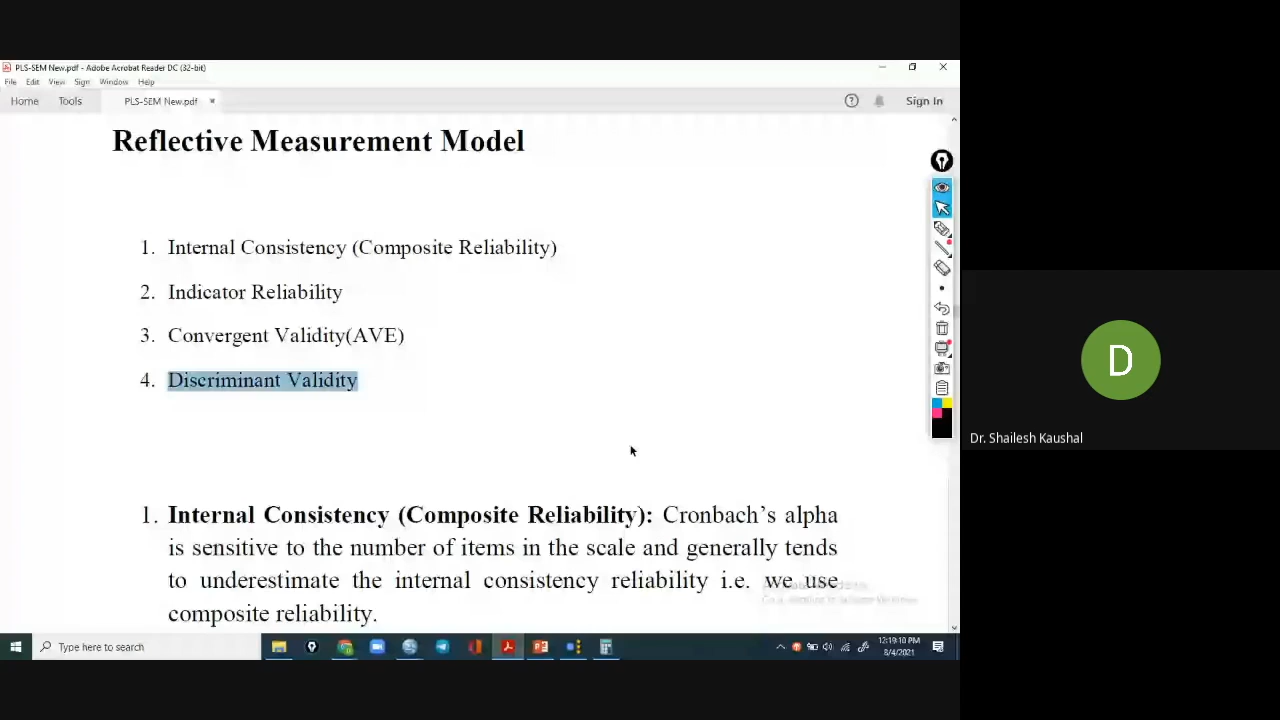 PLS-SEM New.pdf - Adobe Acrobat Reader DC (32-bit)
File Edit View Sign Window Help
Home Tools PLS-SEM New.pdf Sign In
Reflective Measurement Model
1. Internal Consistency (Composite Reliability)
2. Indicator Reliability
3. Convergent Validity(AVE)
4. Discriminant Validity
1. Internal Consistency (Composite Reliability): Cronbach's alpha
is sensitive to the number of items in the scale and generally tends
to underestimate the internal consistency reliability i.e. we use
composite reliability.
Type here to search
12:19:10 PM
8/4/2021
D
Dr. Shailesh Kaushal